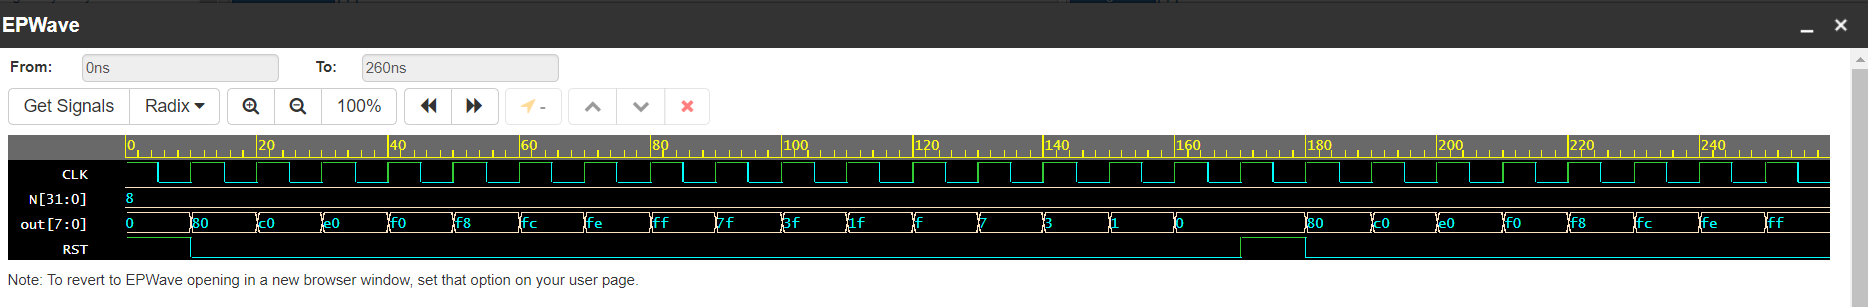 EPWave
From: 0ns To: 260ns
Get Signals Radix 100% -
0 20 40 60 80 100 120 140 160 180 200 220 240
CLK
N[31:0] 8
out[7:0] 0 80 c0 e0 f0 f8 fc fe ff 7f 3f 1f f 7 3 1 0 80 c0 e0 f0 f8 fc fe ff
RST
Note: To revert to EPWave opening in a new browser window, set that option on your user page.